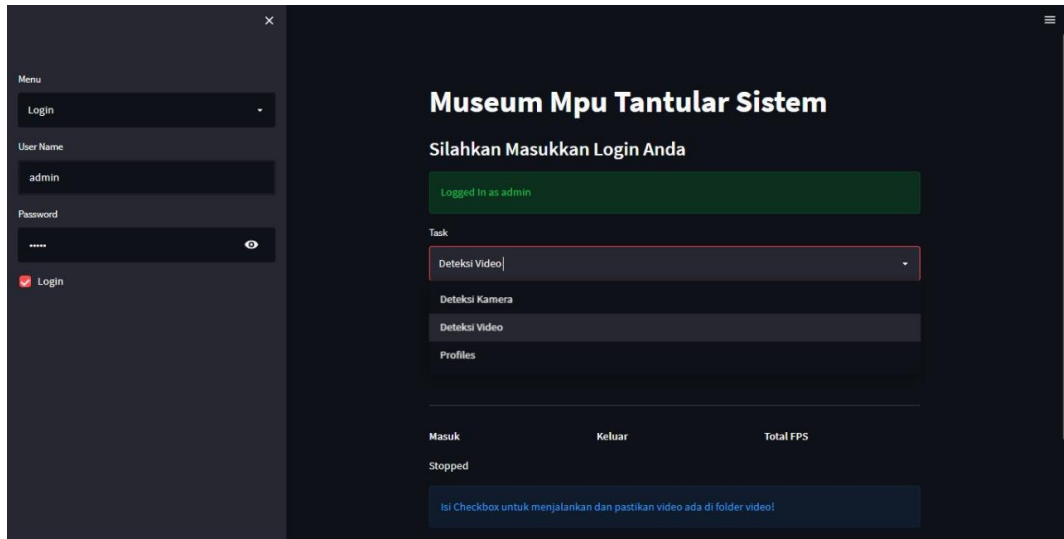 Menu
Login
User Name
admin
Password
•••••
Login
Museum Mpu Tantular Sistem
Silahkan Masukkan Login Anda
Logged In as admin
Task
Deteksi Video
Deteksi Kamera
Deteksi Video
Profiles
Masuk Keluar Total FPS
Stopped
Isi Checkbox untuk menjalankan dan pastikan video ada di folder video!